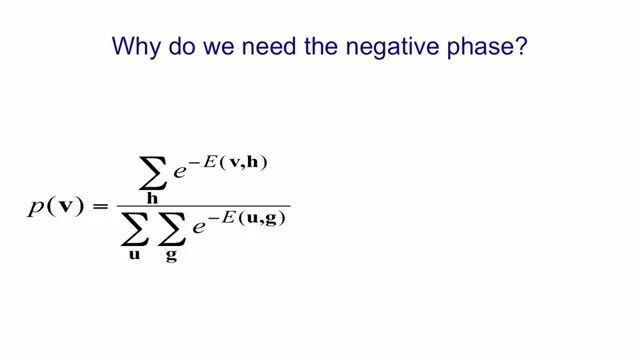 Why do we need the negative phase?
p(v) = ∑_h e^{−E(v,h)} / ∑_u ∑_g e^{−E(u,g)}